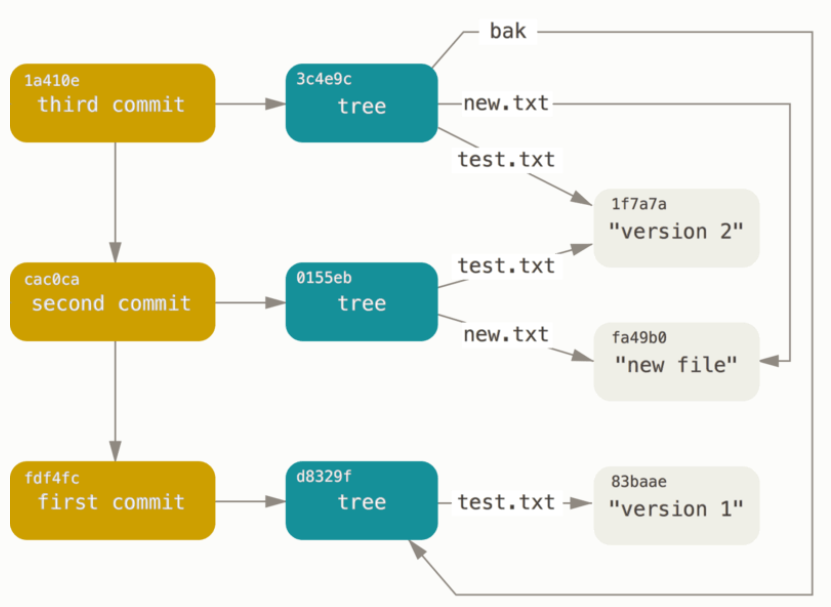 bak
1a410e
third commit
3c4e9c
tree
new.txt
test.txt
1f7a7a
"version 2"
cac0ca
second commit
0155eb
tree
test.txt
new.txt
fa49b0
"new file"
fdf4fc
first commit
d8329f
tree
test.txt
83baae
"version 1"